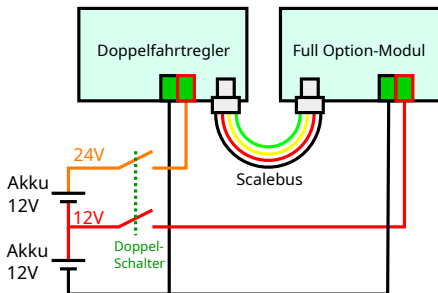 Doppelfahrtregler
Full Option-Modul
24V
Scalebus
Akku
12V
12V
Doppel-
Schalter
Akku
12V